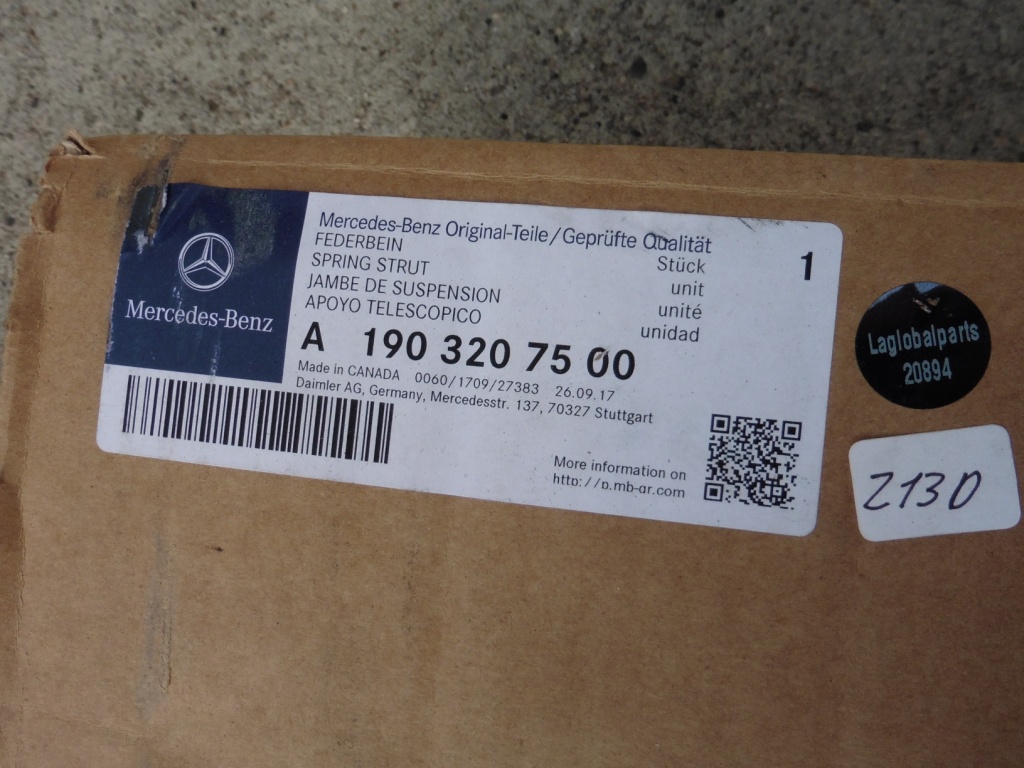 Mercedes-Benz
Mercedes-Benz Original-Teile/Geprüfte Qualität
FEDERBEIN
SPRING STRUT
JAMBE DE SUSPENSION
APOYO TELESCOPICO
Stück
unit
unité
unidad
1
A 190 320 75 00
Made in CANADA 0060/1709/27383 26.09.17
Daimler AG, Germany, Mercedesstr. 137, 70327 Stuttgart
More information on
http://p.mb-qr.com
Laglobalparts
20894
Z13D